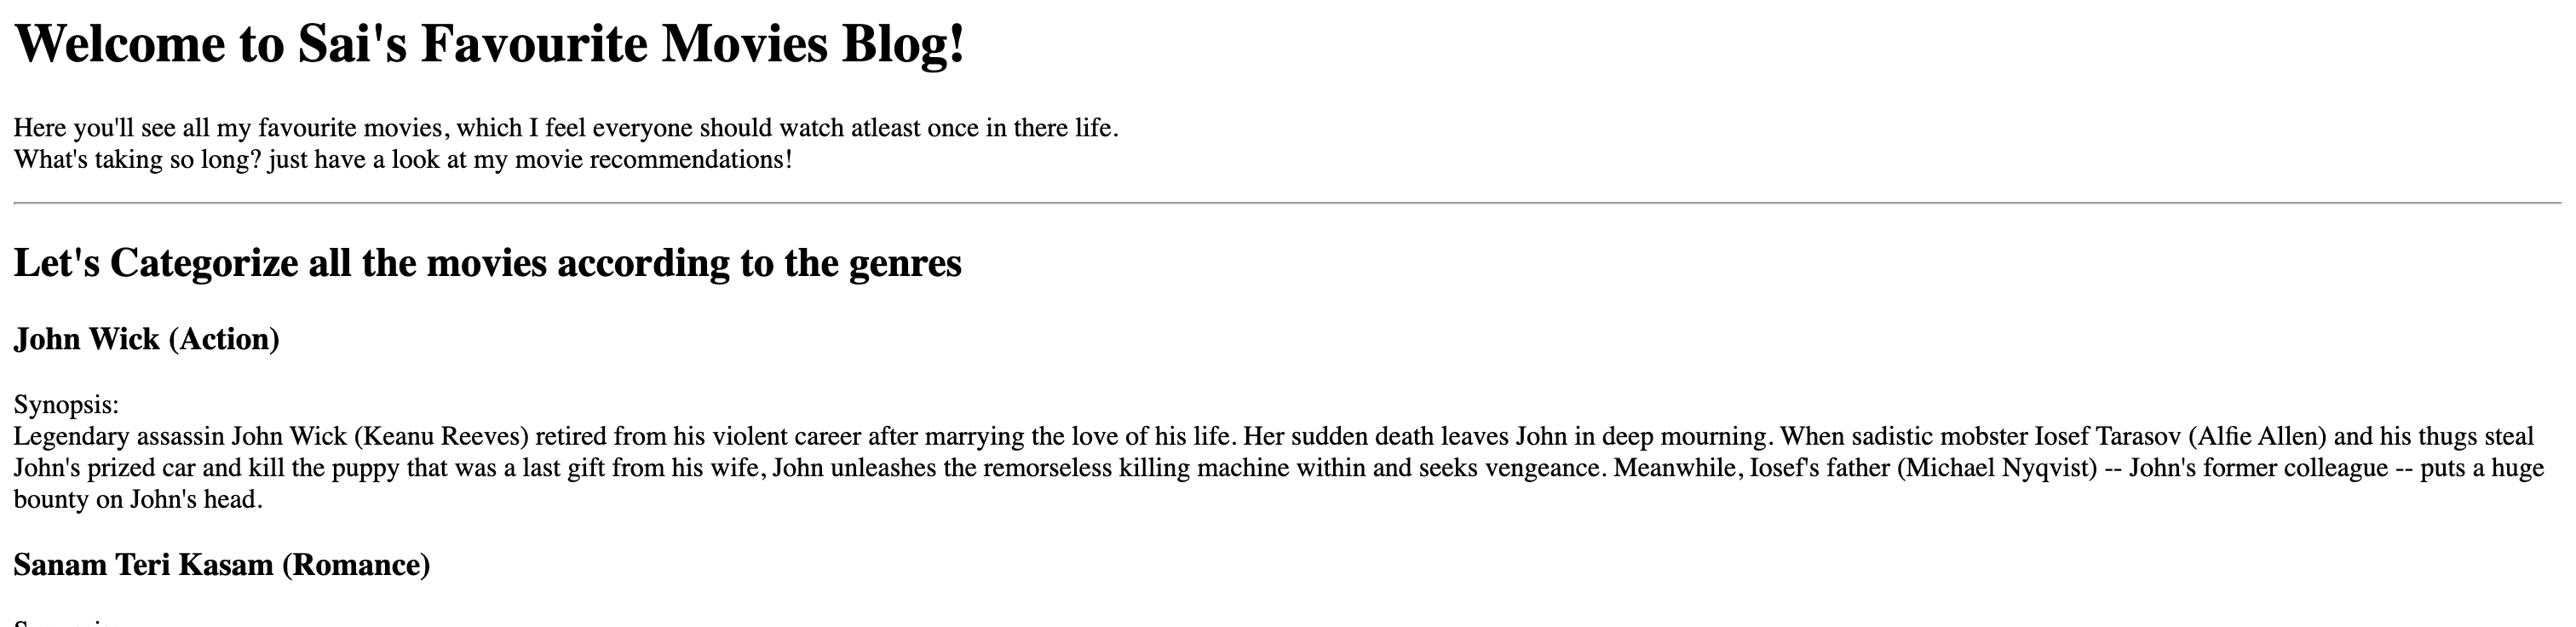 Welcome to Sai's Favourite Movies Blog!
Here you'll see all my favourite movies, which I feel everyone should watch atleast once in there life.
What's taking so long? just have a look at my movie recommendations!
Let's Categorize all the movies according to the genres
John Wick (Action)
Synopsis:
Legendary assassin John Wick (Keanu Reeves) retired from his violent career after marrying the love of his life. Her sudden death leaves John in deep mourning. When sadistic mobster Iosef Tarasov (Alfie Allen) and his thugs steal
John's prized car and kill the puppy that was a last gift from his wife, John unleashes the remorseless killing machine within and seeks vengeance. Meanwhile, Iosef's father (Michael Nyqvist) -- John's former colleague -- puts a huge
bounty on John's head.
Sanam Teri Kasam (Romance)